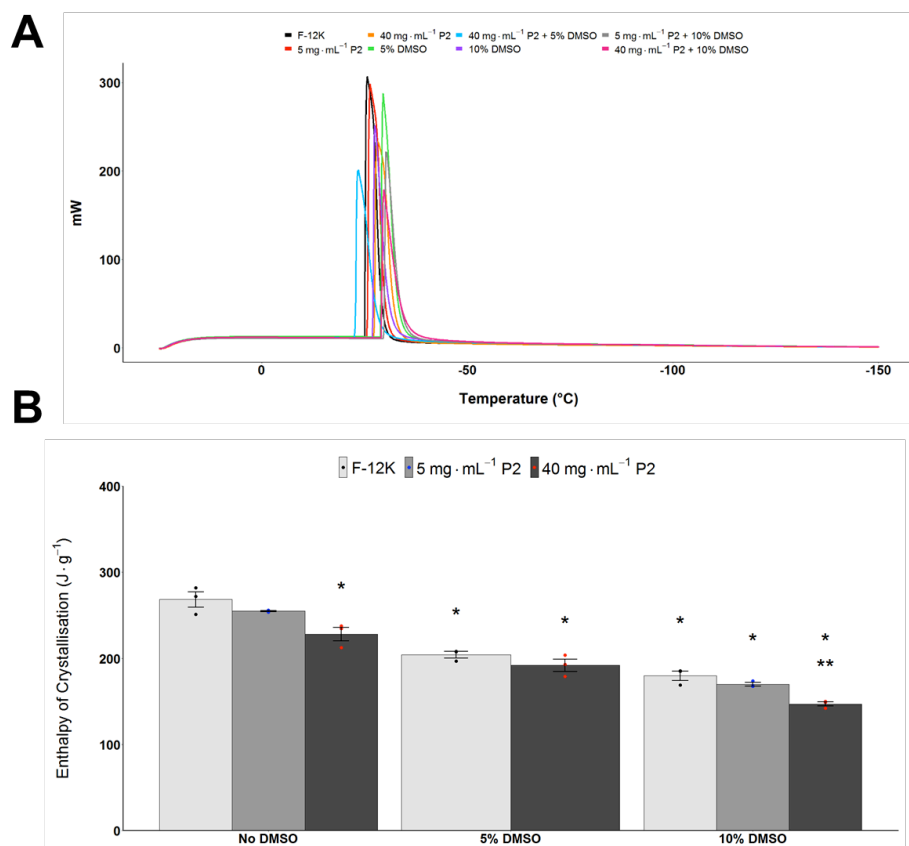 A
F-12K 40 mg · mL⁻¹ P2 40 mg · mL⁻¹ P2 + 5% DMSO 5 mg · mL⁻¹ P2 + 10% DMSO
5 mg · mL⁻¹ P2 5% DMSO 10% DMSO 40 mg · mL⁻¹ P2 + 10% DMSO
300
200
mW
100
0
0 -50 -100 -150
Temperature (°C)
B
F-12K 5 mg · mL⁻¹ P2 40 mg · mL⁻¹ P2
400
300
Enthalpy of Crystallisation (J · g⁻¹)
* * * * * *
**
200
100
0
No DMSO 5% DMSO 10% DMSO